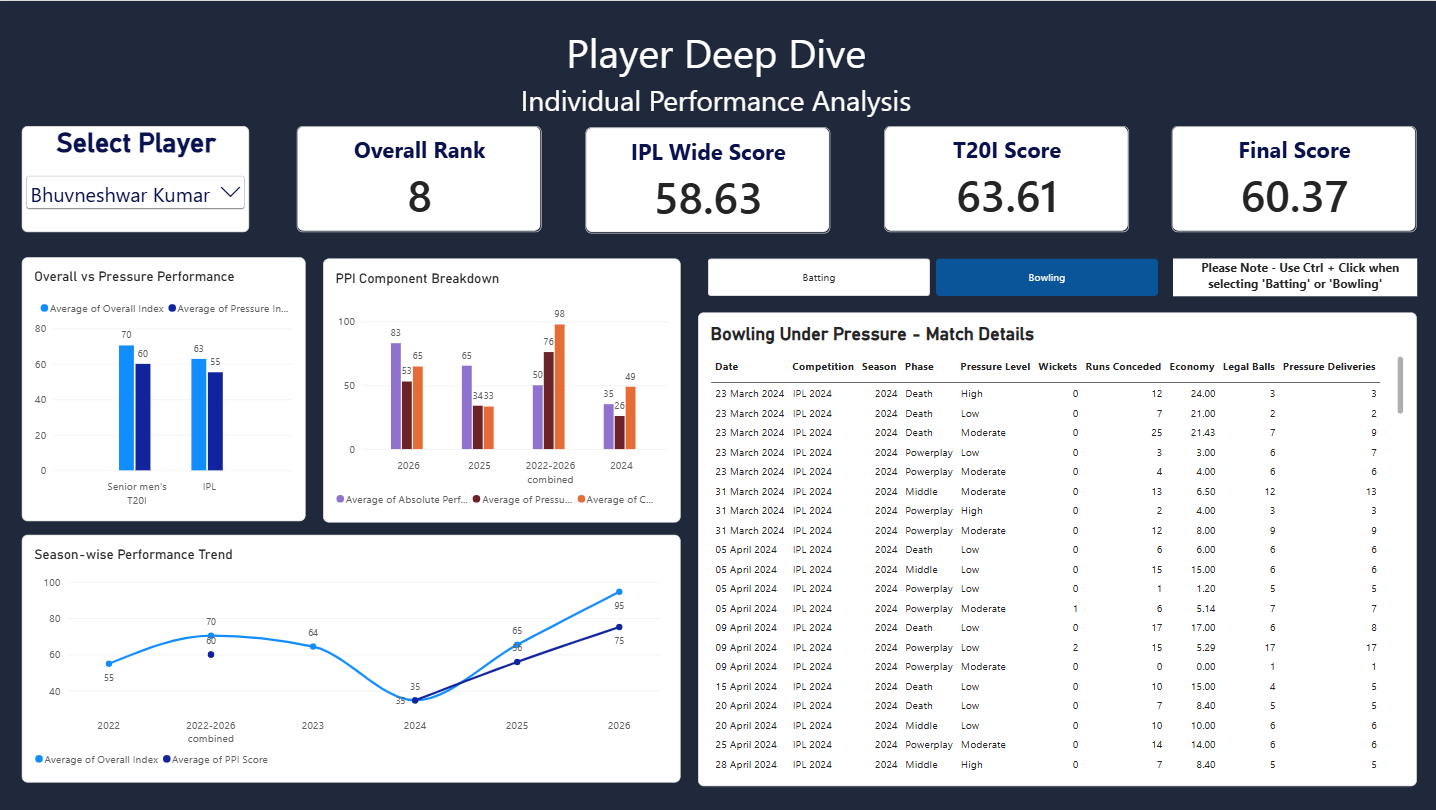 Player Deep Dive
Individual Performance Analysis
Select Player
Bhuvneshwar Kumar
Overall Rank
8
IPL Wide Score
58.63
T20I Score
63.61
Final Score
60.37
Overall vs Pressure Performance
Average of Overall Index Average of Pressure In...
80
60
40
20
0
70
60
63
55
Senior men's
T20I
IPL
PPI Component Breakdown
100
50
0
83
53
65
65
34
33
50
76
98
35
26
49
2026
2025
2022-2026
combined
2024
Average of Absolute Perf... Average of Pressu... Average of C...
Batting
Bowling
Please Note - Use Ctrl + Click when
selecting 'Batting' or 'Bowling'
Season-wise Performance Trend
100
80
60
40
55
70
60
64
35
35
65
56
95
75
2022
2022-2026
combined
2023
2024
2025
2026
Average of Overall Index Average of PPI Score
Bowling Under Pressure - Match Details
Date Competition Season Phase Pressure Level Wickets Runs Conceded Economy Legal Balls Pressure Deliveries
23 March 2024 IPL 2024 2024 Death High 0 12 24.00 3 3
23 March 2024 IPL 2024 2024 Death Low 0 7 21.00 2 2
23 March 2024 IPL 2024 2024 Death Moderate 0 25 21.43 7 9
23 March 2024 IPL 2024 2024 Powerplay Low 0 3 3.00 6 7
23 March 2024 IPL 2024 2024 Powerplay Moderate 0 4 4.00 6 6
31 March 2024 IPL 2024 2024 Middle Moderate 0 13 6.50 12 13
31 March 2024 IPL 2024 2024 Powerplay High 0 2 4.00 3 3
31 March 2024 IPL 2024 2024 Powerplay Moderate 0 12 8.00 9 9
05 April 2024 IPL 2024 2024 Death Low 0 6 6.00 6 6
05 April 2024 IPL 2024 2024 Middle Low 0 15 15.00 6 6
05 April 2024 IPL 2024 2024 Powerplay Low 0 1 1.20 5 5
05 April 2024 IPL 2024 2024 Powerplay Moderate 1 6 5.14 7 7
09 April 2024 IPL 2024 2024 Death Low 0 17 17.00 6 8
09 April 2024 IPL 2024 2024 Powerplay Low 2 15 5.29 17 17
09 April 2024 IPL 2024 2024 Powerplay Moderate 0 0 0.00 1 1
15 April 2024 IPL 2024 2024 Death Low 0 10 15.00 4 5
20 April 2024 IPL 2024 2024 Death Low 0 7 8.40 5 5
20 April 2024 IPL 2024 2024 Middle Low 0 10 10.00 6 6
25 April 2024 IPL 2024 2024 Powerplay Moderate 0 14 14.00 6 6
28 April 2024 IPL 2024 2024 Middle High 0 7 8.40 5 5